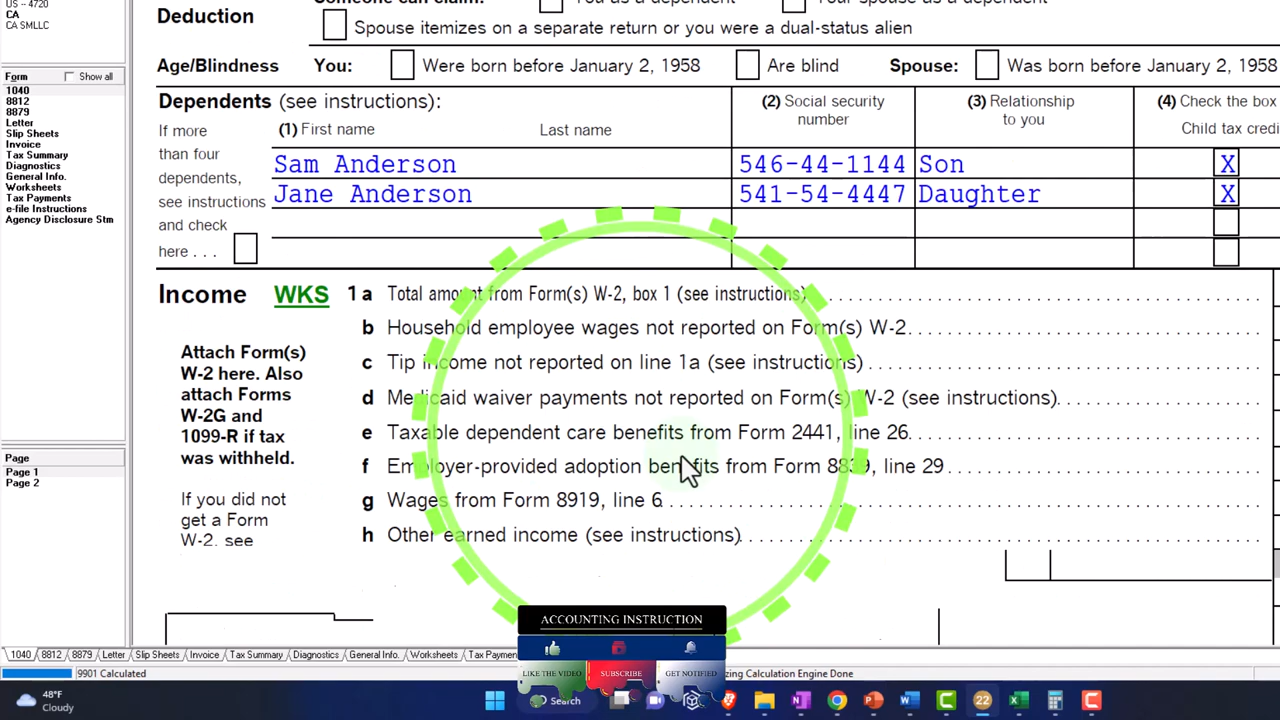 US -- 4720
CA
CA SMLLC
Form Show all
1040
8812
8879
Letter
Slip Sheets
Invoice
Tax Summary
Diagnostics
General Info.
Worksheets
Tax Payments
e-file Instructions
Agency Disclosure Stm
Page
Page 1
Page 2
Deduction
Someone can claim: You as a dependent Your spouse as a dependent
Spouse itemizes on a separate return or you were a dual-status alien
Age/Blindness You: Were born before January 2, 1958 Are blind Spouse: Was born before January 2, 1958
Dependents (see instructions): (2) Social security number (3) Relationship to you (4) Check the box
Child tax credi
(1) First name Last name
If more
than four
dependents,
see instructions
and check
here . . .
Sam Anderson 546-44-1144 Son X
Jane Anderson 541-54-4447 Daughter X
Income WKS 1 a Total amount from Form(s) W-2, box 1 (see instructions)
b Household employee wages not reported on Form(s) W-2
c Tip income not reported on line 1a (see instructions)
d Medicaid waiver payments not reported on Form(s) W-2 (see instructions)
e Taxable dependent care benefits from Form 2441, line 26
f Employer-provided adoption benefits from Form 8839, line 29
g Wages from Form 8919, line 6
h Other earned income (see instructions)
Attach Form(s)
W-2 here. Also
attach Forms
W-2G and
1099-R if tax
was withheld.
If you did not
get a Form
W-2, see
ACCOUNTING INSTRUCTION
LIKE THE VIDEO SUBSCRIBE GET NOTIFIED
1040 8812 8879 Letter Slip Sheets Invoice Tax Summary Diagnostics General Info. Worksheets Tax Paymen
9901 Calculated
zing Calculation Engine Done
48°F
Cloudy
Search
22